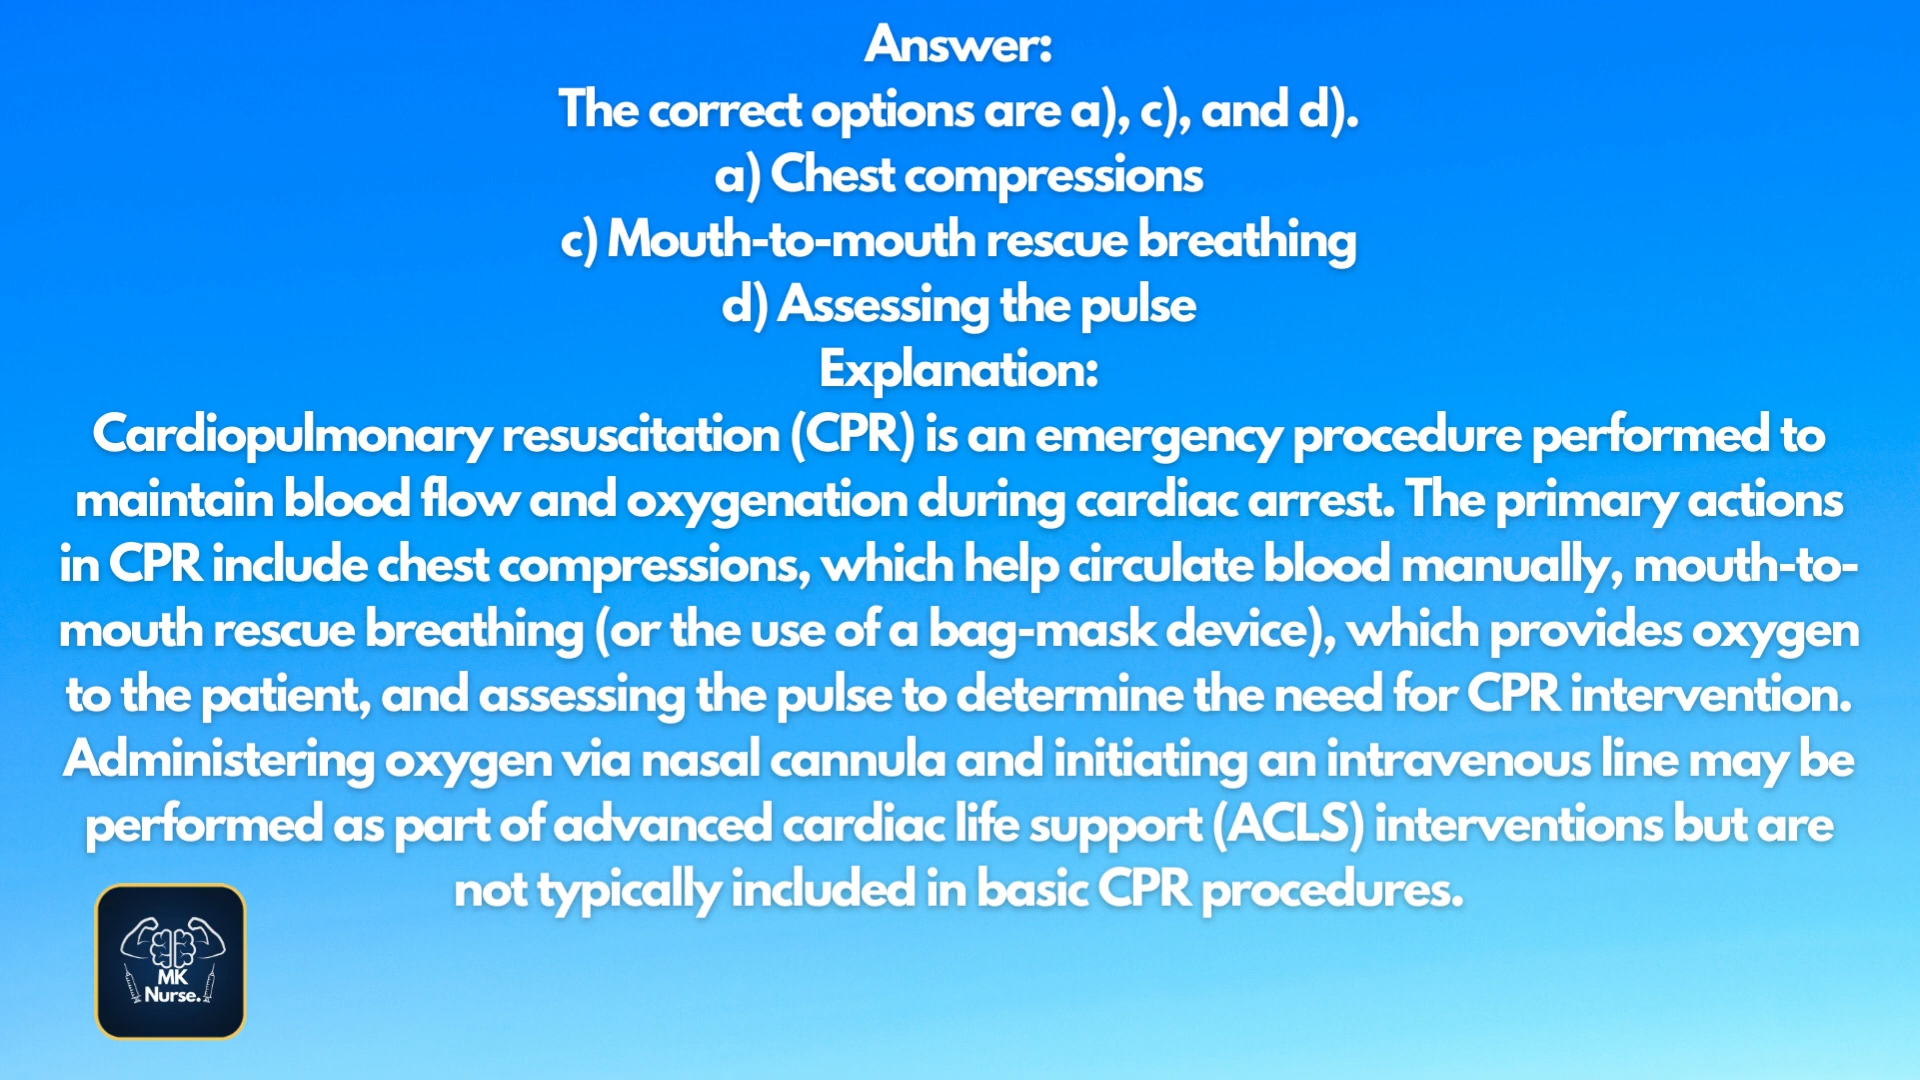 Answer:
The correct options are a), c), and d).
a) Chest compressions
c) Mouth-to-mouth rescue breathing
d) Assessing the pulse
Explanation:
Cardiopulmonary resuscitation (CPR) is an emergency procedure performed to
maintain blood flow and oxygenation during cardiac arrest. The primary actions
in CPR include chest compressions, which help circulate blood manually, mouth-to-
mouth rescue breathing (or the use of a bag-mask device), which provides oxygen
to the patient, and assessing the pulse to determine the need for CPR intervention.
Administering oxygen via nasal cannula and initiating an intravenous line may be
performed as part of advanced cardiac life support (ACLS) interventions but are
not typically included in basic CPR procedures.
MK
Nurse.